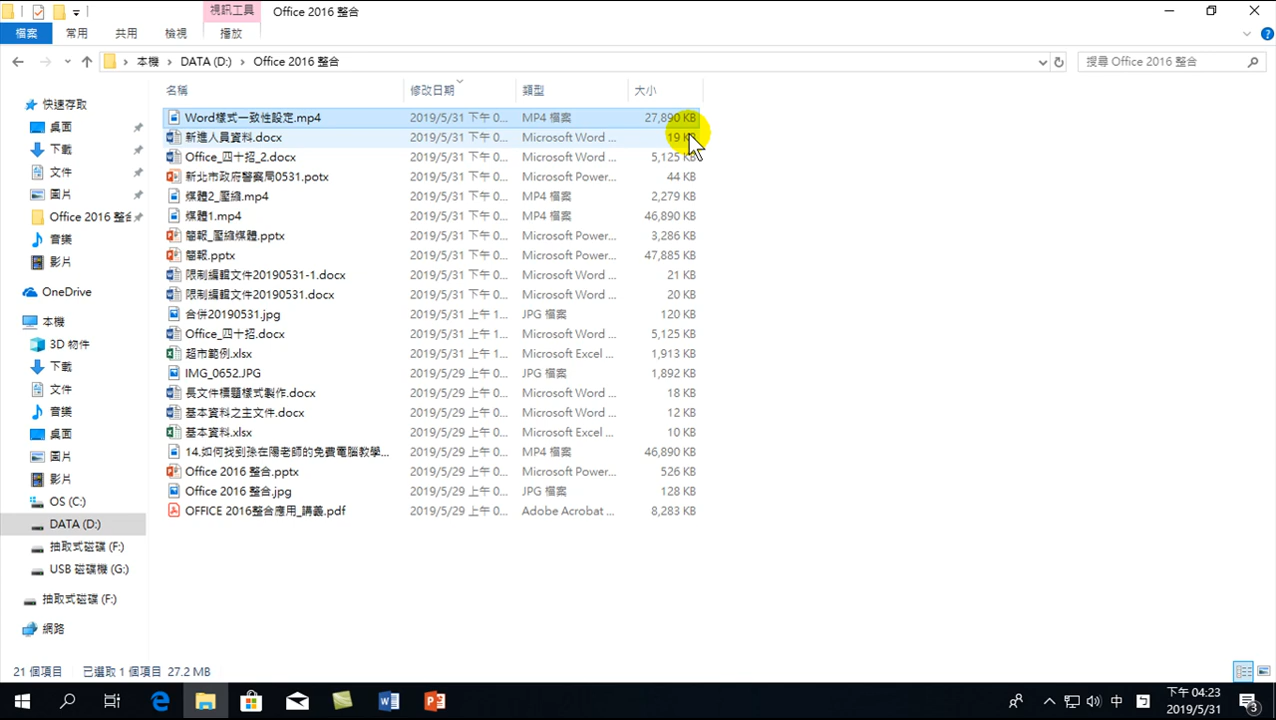 視訊工具
Office 2016 整合
檔案
常用
共用
檢視
播放
本機
DATA (D:)
Office 2016 整合
搜尋 Office 2016 整合
快速存取
桌面
下載
文件
圖片
Office 2016 整合
音樂
影片
OneDrive
本機
3D 物件
下載
文件
音樂
桌面
圖片
影片
OS (C:)
DATA (D:)
抽取式磁碟 (F:)
USB 磁碟機 (G:)
抽取式磁碟 (F:)
網路
名稱 修改日期 類型 大小
Word樣式一致性設定.mp4 2019/5/31 下午 0... MP4 檔案 27,890 KB
新進人員資料.docx 2019/5/31 下午 0... Microsoft Word ... 19 KB
Office_四十招_2.docx 2019/5/31 下午 0... Microsoft Word ... 5,125 KB
新北市政府警察局0531.potx 2019/5/31 下午 0... Microsoft Power... 44 KB
媒體2_壓縮.mp4 2019/5/31 下午 0... MP4 檔案 2,279 KB
媒體1.mp4 2019/5/31 下午 0... MP4 檔案 46,890 KB
簡報_壓縮媒體.pptx 2019/5/31 下午 0... Microsoft Power... 3,286 KB
簡報.pptx 2019/5/31 下午 0... Microsoft Power... 47,885 KB
限制編輯文件20190531-1.docx 2019/5/31 下午 0... Microsoft Word ... 21 KB
限制編輯文件20190531.docx 2019/5/31 下午 0... Microsoft Word ... 20 KB
合併20190531.jpg 2019/5/31 上午 1... JPG 檔案 120 KB
Office_四十招.docx 2019/5/31 上午 1... Microsoft Word ... 5,125 KB
超市範例.xlsx 2019/5/31 上午 1... Microsoft Excel ... 1,913 KB
IMG_0652.JPG 2019/5/29 上午 0... JPG 檔案 1,892 KB
長文件標題樣式製作.docx 2019/5/29 上午 0... Microsoft Word ... 18 KB
基本資料之主文件.docx 2019/5/29 上午 0... Microsoft Word ... 12 KB
基本資料.xlsx 2019/5/29 上午 0... Microsoft Excel ... 10 KB
14.如何找到孫在陽老師的免費電腦教學... 2019/5/29 上午 0... MP4 檔案 46,890 KB
Office 2016 整合.pptx 2019/5/29 上午 0... Microsoft Power... 526 KB
Office 2016 整合.jpg 2019/5/29 上午 0... JPG 檔案 128 KB
OFFICE 2016整合應用_講義.pdf 2019/5/29 上午 0... Adobe Acrobat ... 8,283 KB
21 個項目 已選取 1 個項目 27.2 MB
中
下午 04:23
2019/5/31
3